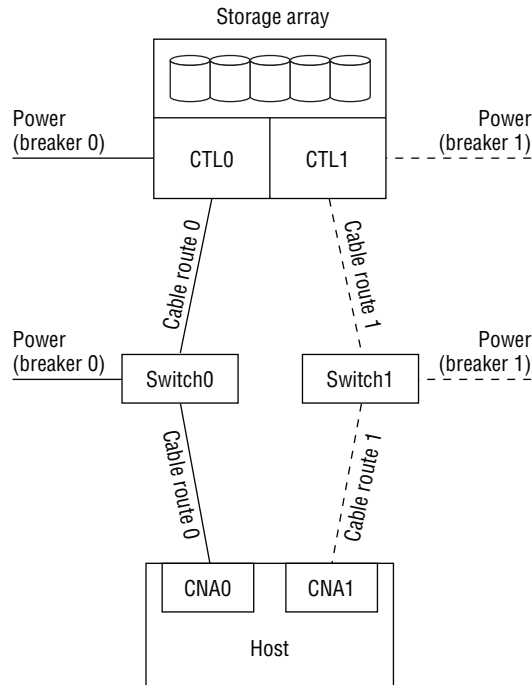 Storage array
Power
(breaker 0)
CTL0
CTL1
Power
(breaker 1)
Cable route 0
Cable route 1
Power
(breaker 0)
Switch0
Switch1
Power
(breaker 1)
Cable route 0
Cable route 1
CNA0
CNA1
Host